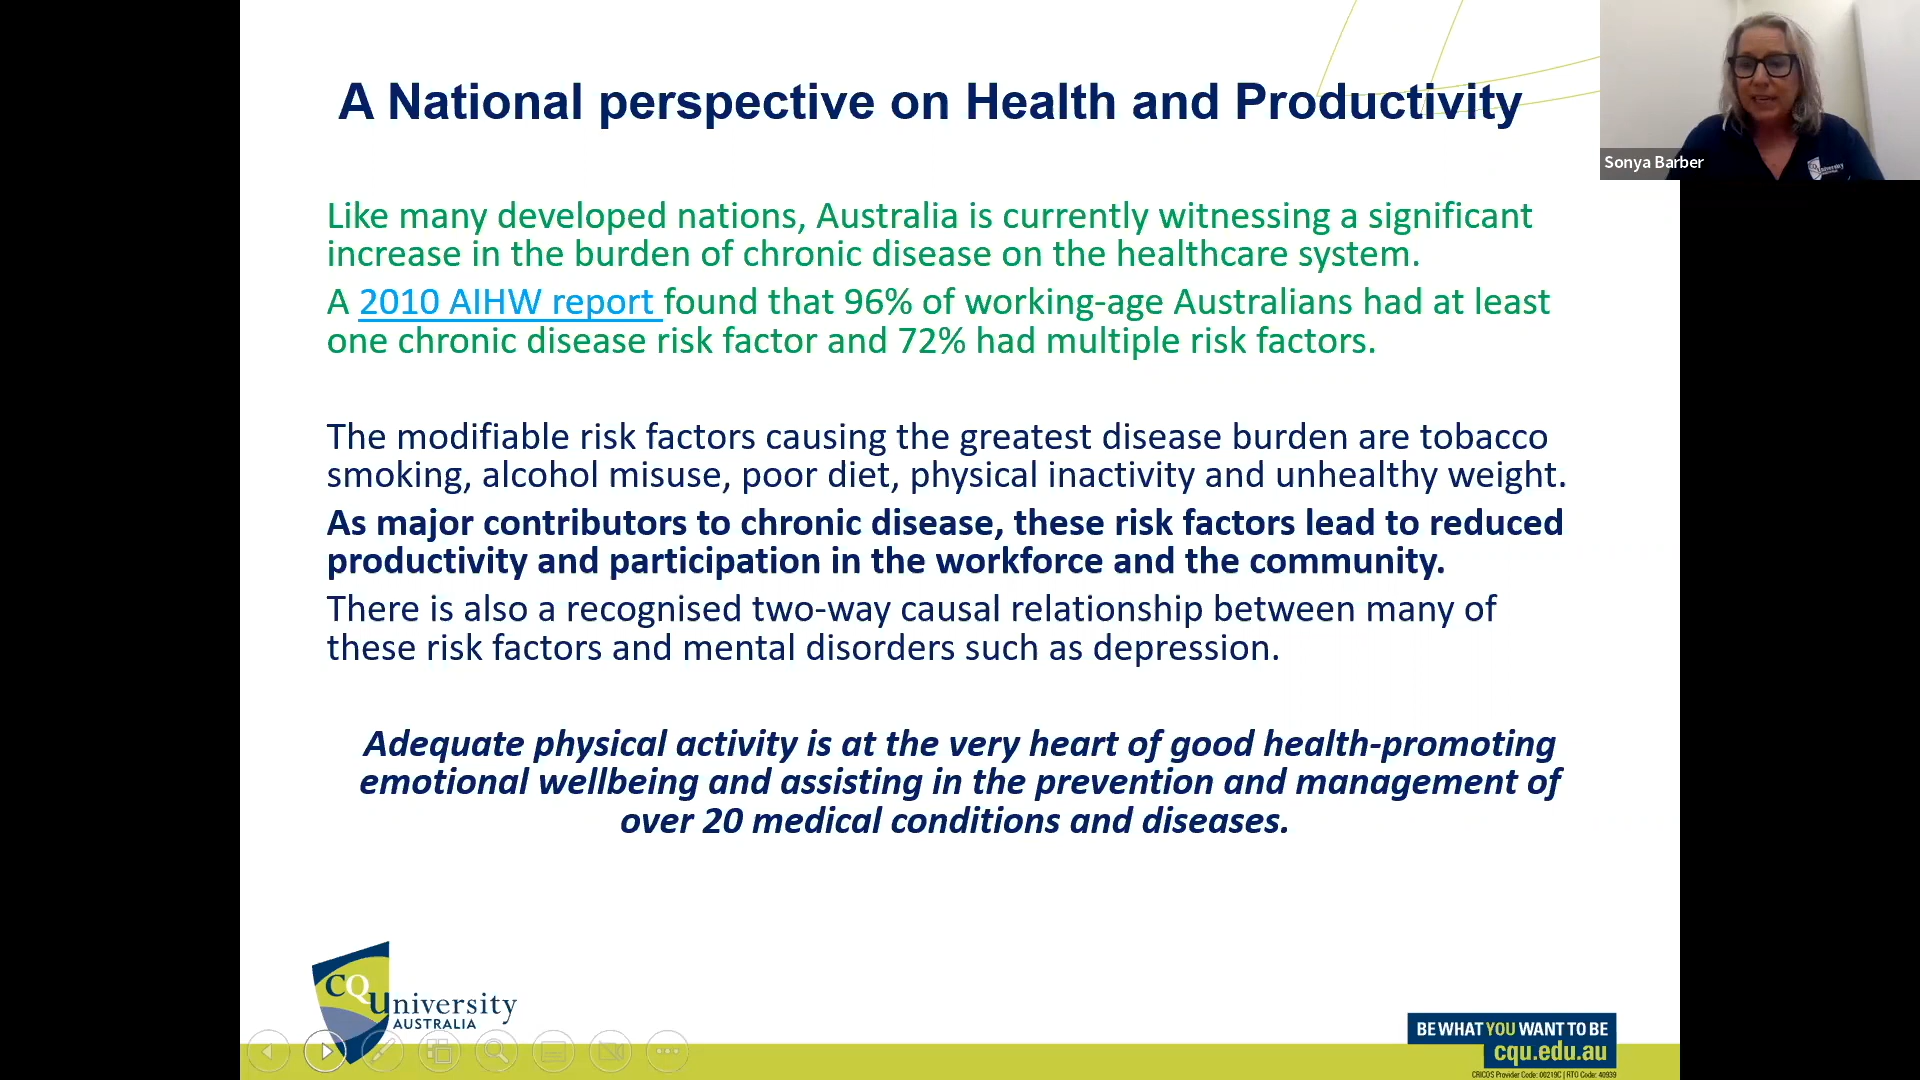 A National perspective on Health and Productivity
Sonya Barber
Like many developed nations, Australia is currently witnessing a significant
increase in the burden of chronic disease on the healthcare system.
A 2010 AIHW report found that 96% of working-age Australians had at least
one chronic disease risk factor and 72% had multiple risk factors.
The modifiable risk factors causing the greatest disease burden are tobacco
smoking, alcohol misuse, poor diet, physical inactivity and unhealthy weight.
As major contributors to chronic disease, these risk factors lead to reduced
productivity and participation in the workforce and the community.
There is also a recognised two-way causal relationship between many of
these risk factors and mental disorders such as depression.
Adequate physical activity is at the very heart of good health-promoting
emotional wellbeing and assisting in the prevention and management of
over 20 medical conditions and diseases.
CQUniversity
AUSTRALIA
BE WHAT YOU WANT TO BE
cqu.edu.au
CRICOS Provider Code: 00219C | RTO Code: 40939